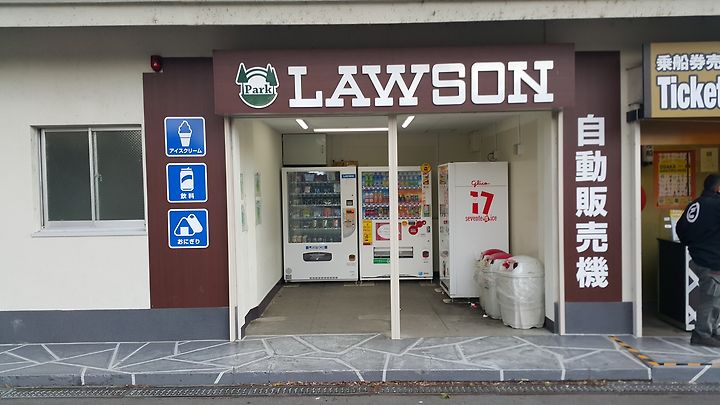 Park
LAWSON
アイスクリーム
飲料
おにぎり
glico
17
seventeen ice
自動販売機
乗船券売
Ticket